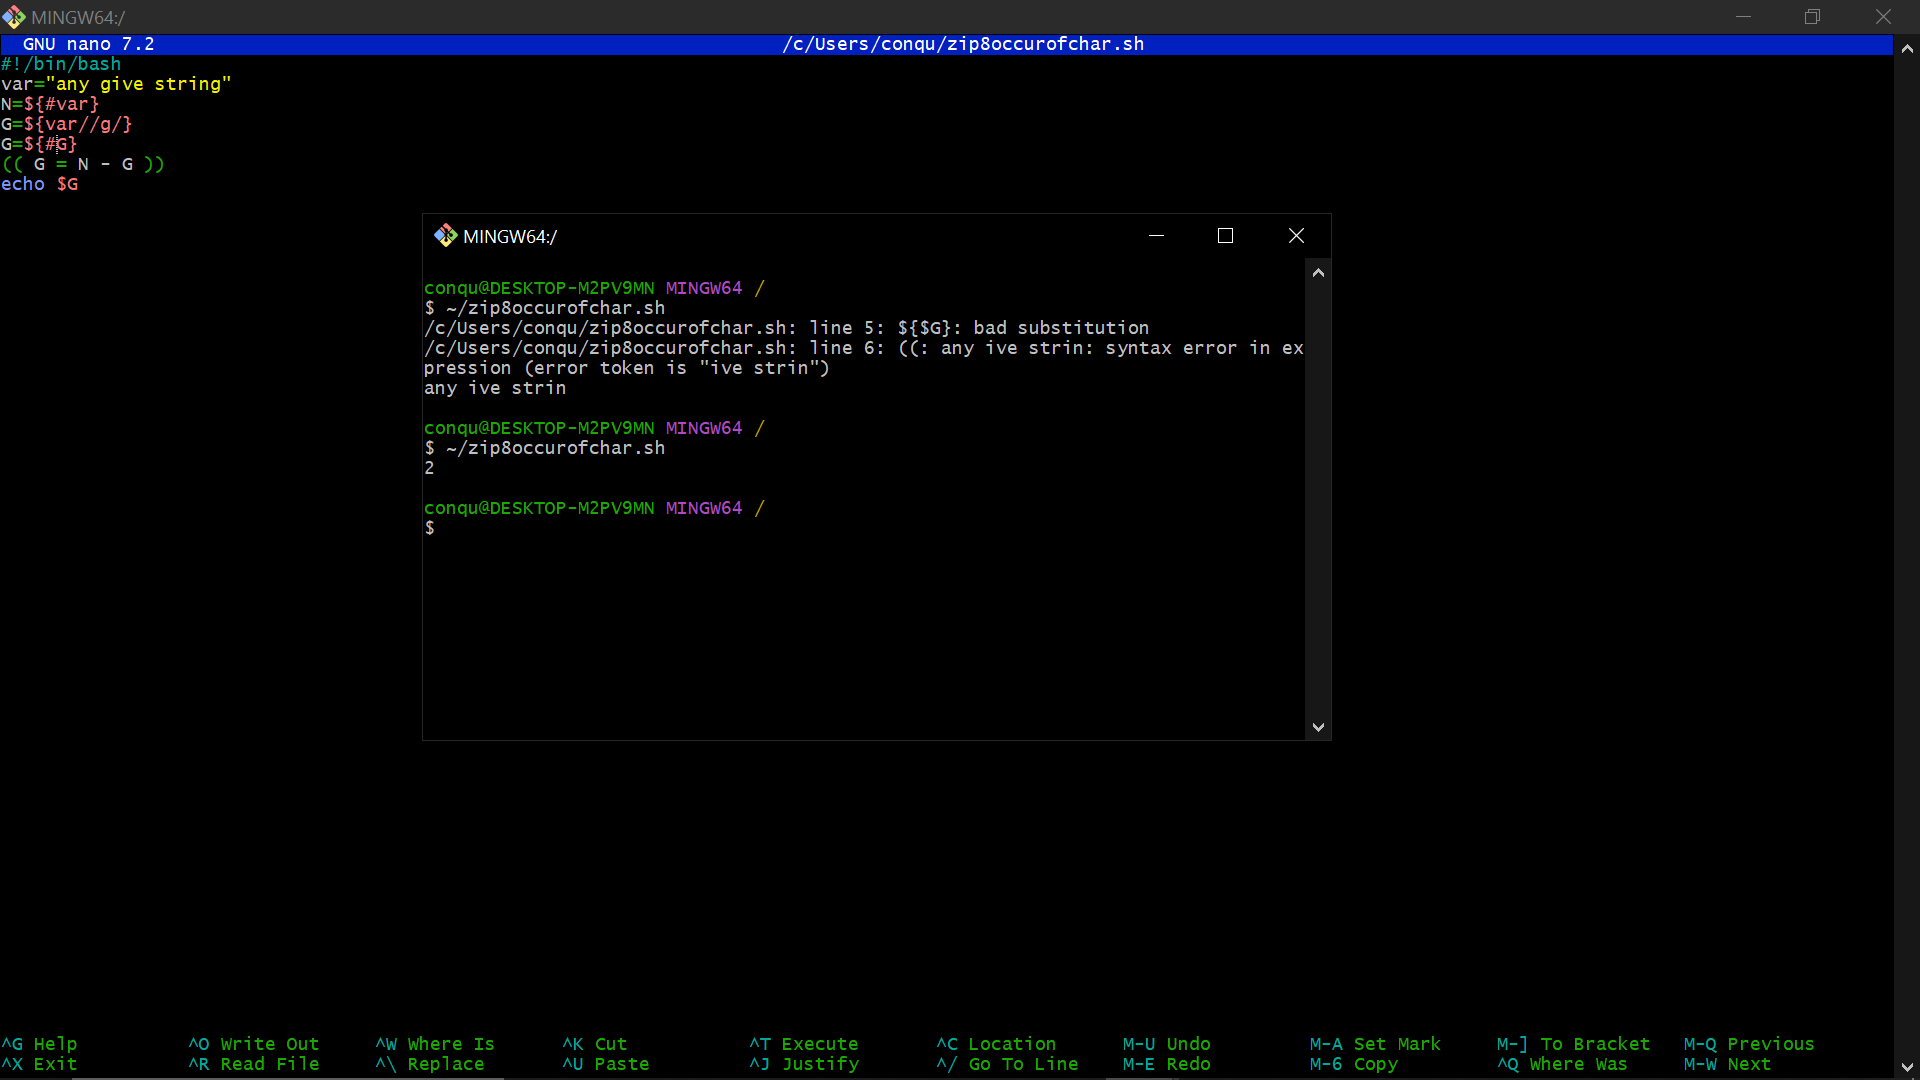 MINGW64:/
GNU nano 7.2 /c/Users/conqu/zip8occurofchar.sh
#!/bin/bash
var="any give string"
N=${#var}
G=${var//g/}
G=${#G}
(( G = N - G ))
echo $G
MINGW64:/
conqu@DESKTOP-M2PV9MN MINGW64 /
$ ~/zip8occurofchar.sh
/c/Users/conqu/zip8occurofchar.sh: line 5: ${$G}: bad substitution
/c/Users/conqu/zip8occurofchar.sh: line 6: ((: any ive strin: syntax error in ex
pression (error token is "ive strin")
any ive strin
conqu@DESKTOP-M2PV9MN MINGW64 /
$ ~/zip8occurofchar.sh
2
conqu@DESKTOP-M2PV9MN MINGW64 /
$
^G Help ^O Write Out ^W Where Is ^K Cut ^T Execute ^C Location M-U Undo M-A Set Mark M-] To Bracket M-Q Previous
^X Exit ^R Read File ^\ Replace ^U Paste ^J Justify ^/ Go To Line M-E Redo M-6 Copy ^Q Where Was M-W Next